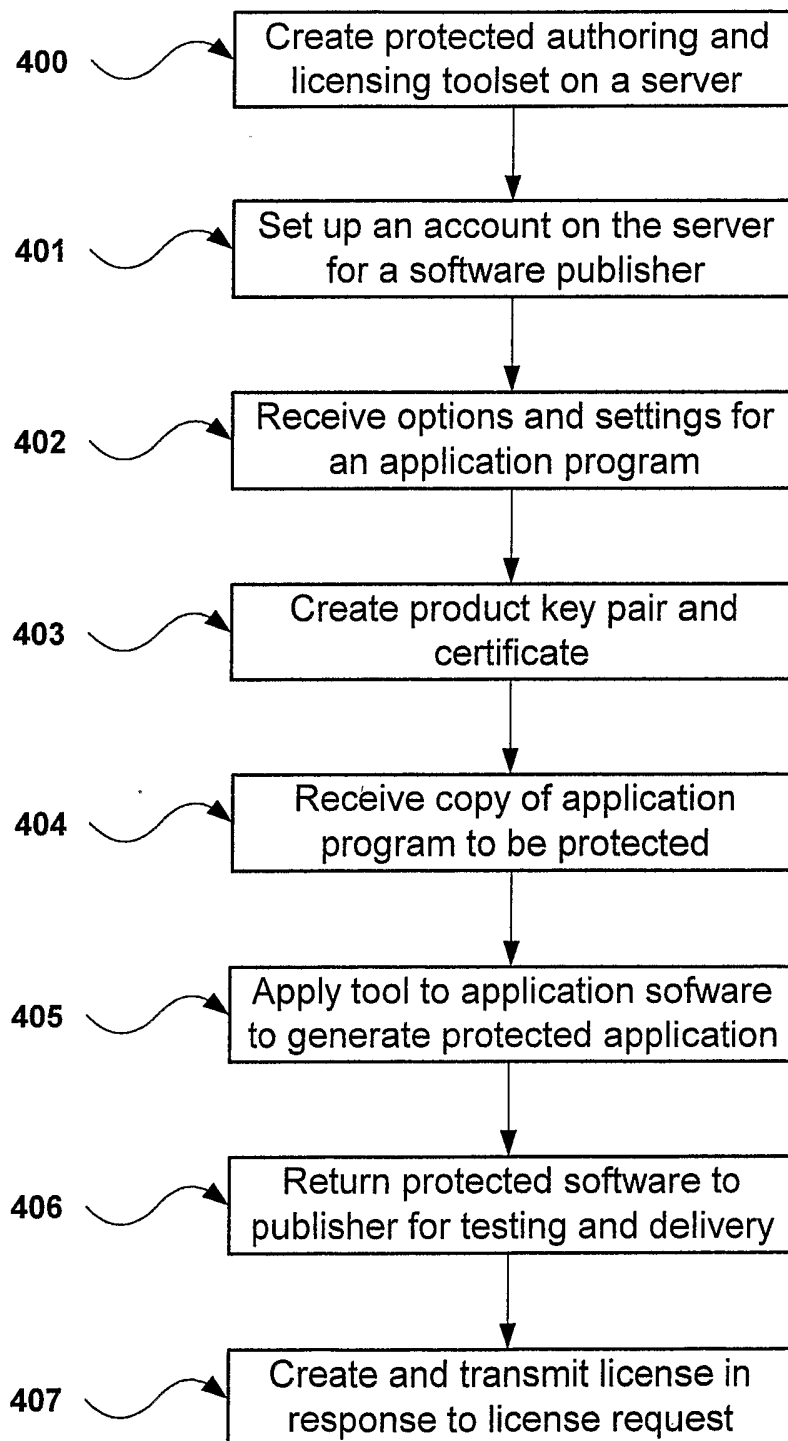 400
Create protected authoring and
licensing toolset on a server
401
Set up an account on the server
for a software publisher
402
Receive options and settings for
an application program
403
Create product key pair and
certificate
404
Receive copy of application
program to be protected
405
Apply tool to application sofware
to generate protected application
406
Return protected software to
publisher for testing and delivery
407
Create and transmit license in
response to license request